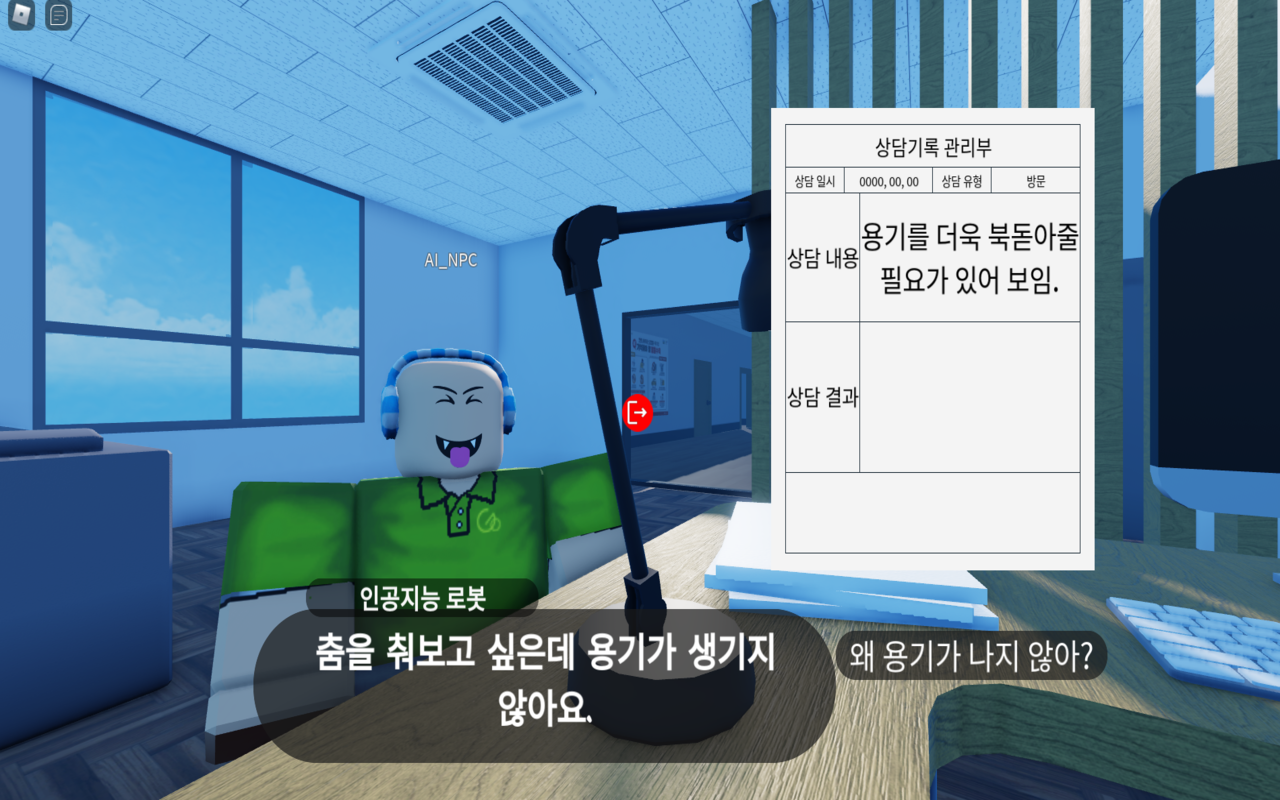 상담기록 관리부
상담 일시 0000, 00, 00 상담 유형 방문
상담 내용
용기를 더욱 북돋아줄
필요가 있어 보임.
상담 결과
AI_NPC
인공지능 로봇
춤을 춰보고 싶은데 용기가 생기지
않아요.
왜 용기가 나지 않아?